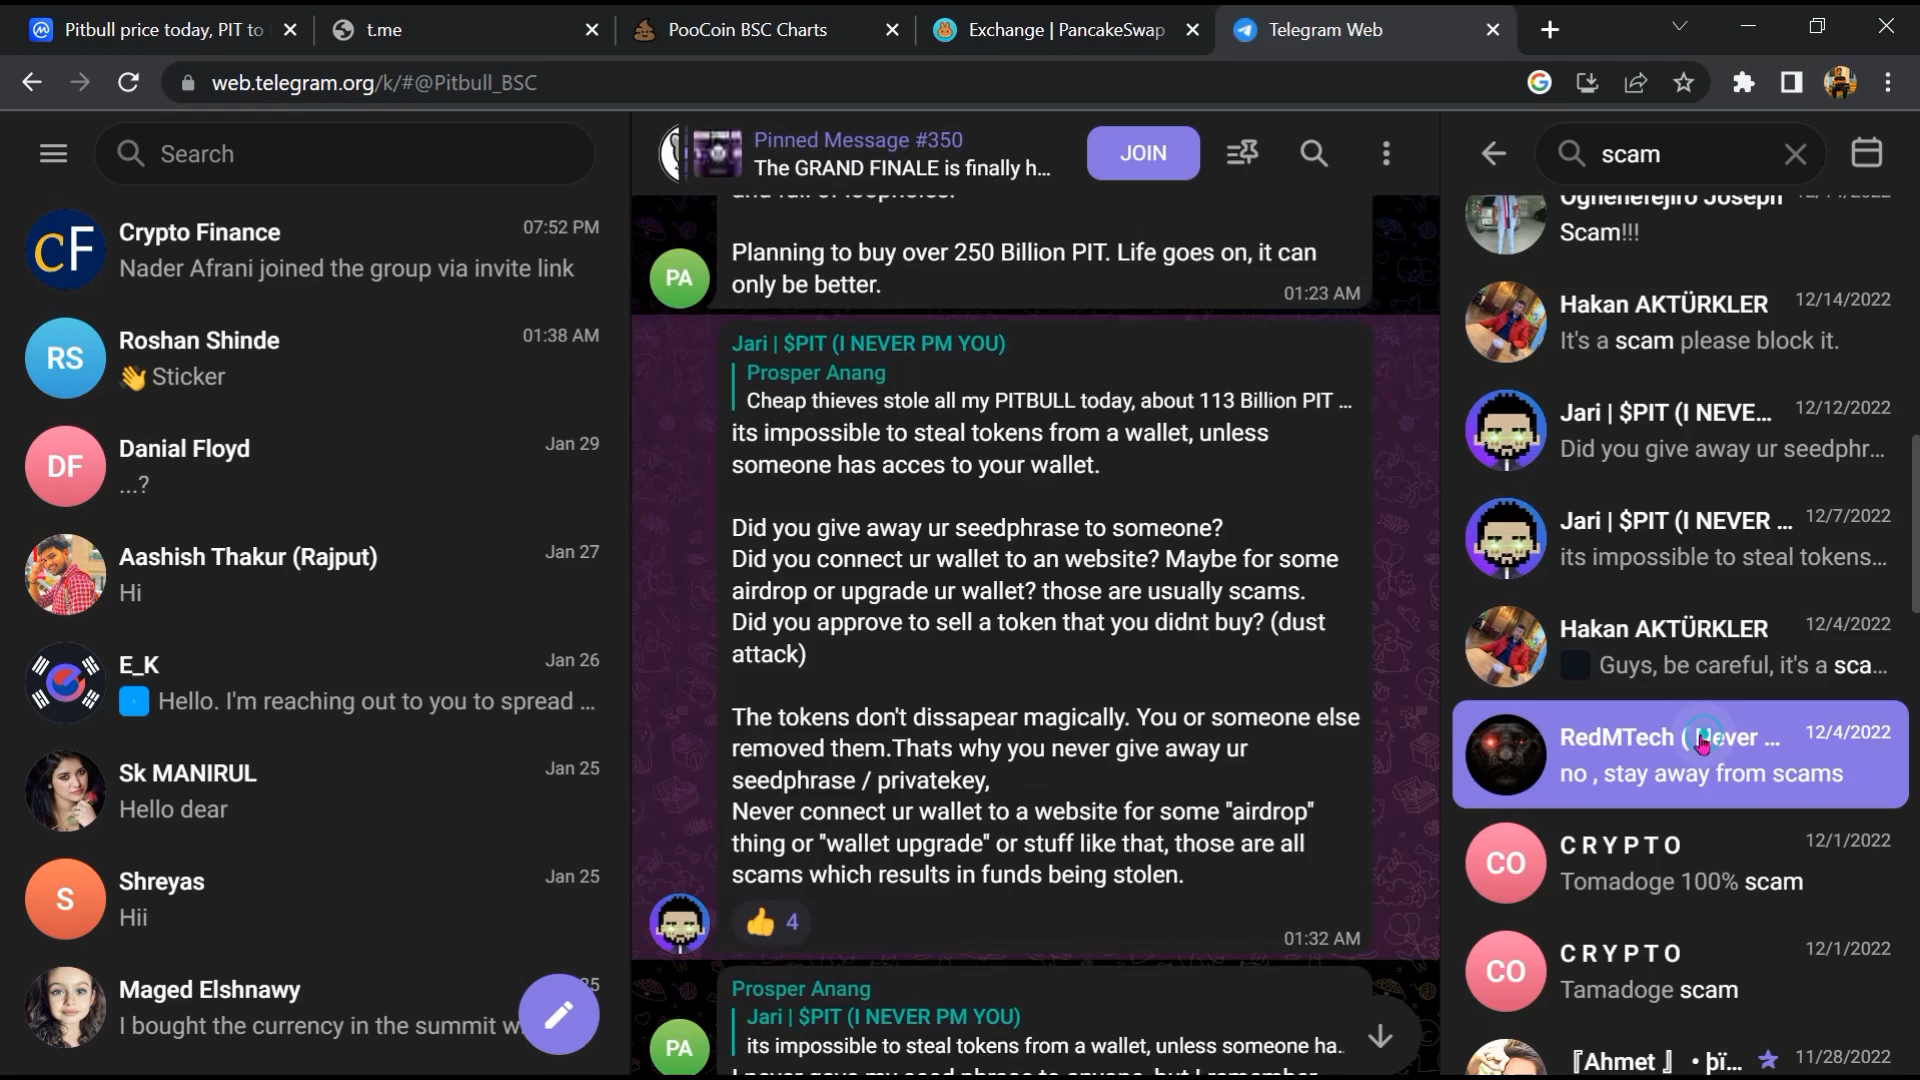 Pitbull price today, PIT to
t.me
PooCoin BSC Charts
Exchange | PancakeSwap
Telegram Web
web.telegram.org/k/#@Pitbull_BSC
Search
CF
Crypto Finance
07:52 PM
Nader Afrani joined the group via invite link
RS
Roshan Shinde
01:38 AM
👋 Sticker
DF
Danial Floyd
Jan 29
...?
Aashish Thakur (Rajput)
Jan 27
Hi
E_K
Jan 26
Hello. I'm reaching out to you to spread ...
Sk MANIRUL
Jan 25
Hello dear
S
Shreyas
Jan 25
Hii
Maged Elshnawy
I bought the currency in the summit
Pinned Message #350
The GRAND FINALE is finally h...
JOIN
Planning to buy over 250 Billion PIT. Life goes on, it can
only be better.
01:23 AM
PA
Jari | $PIT (I NEVER PM YOU)
Prosper Anang
Cheap thieves stole all my PITBULL today, about 113 Billion PIT ...
its impossible to steal tokens from a wallet, unless
someone has acces to your wallet.
Did you give away ur seedphrase to someone?
Did you connect ur wallet to an website? Maybe for some
airdrop or upgrade ur wallet? those are usually scams.
Did you approve to sell a token that you didnt buy? (dust
attack)
The tokens don't dissapear magically. You or someone else
removed them.Thats why you never give away ur
seedphrase / privatekey,
Never connect ur wallet to a website for some "airdrop"
thing or "wallet upgrade" or stuff like that, those are all
scams which results in funds being stolen.
👍 4
01:32 AM
Prosper Anang
Jari | $PIT (I NEVER PM YOU)
its impossible to steal tokens from a wallet, unless someone ha..
PA
scam
Scam!!!
Hakan AKTÜRKLER
12/14/2022
It's a scam please block it.
Jari | $PIT (I NEVE...
12/12/2022
Did you give away ur seedphr...
Jari | $PIT (I NEVER ...
12/7/2022
its impossible to steal tokens...
Hakan AKTÜRKLER
12/4/2022
Guys, be careful, it's a sca...
RedMTech ( Never ...
12/4/2022
no , stay away from scams
CO
C R Y P T O
12/1/2022
Tomadoge 100% scam
CO
C R Y P T O
12/1/2022
Tamadoge scam
『Ahmet 』 • þï...
11/28/2022